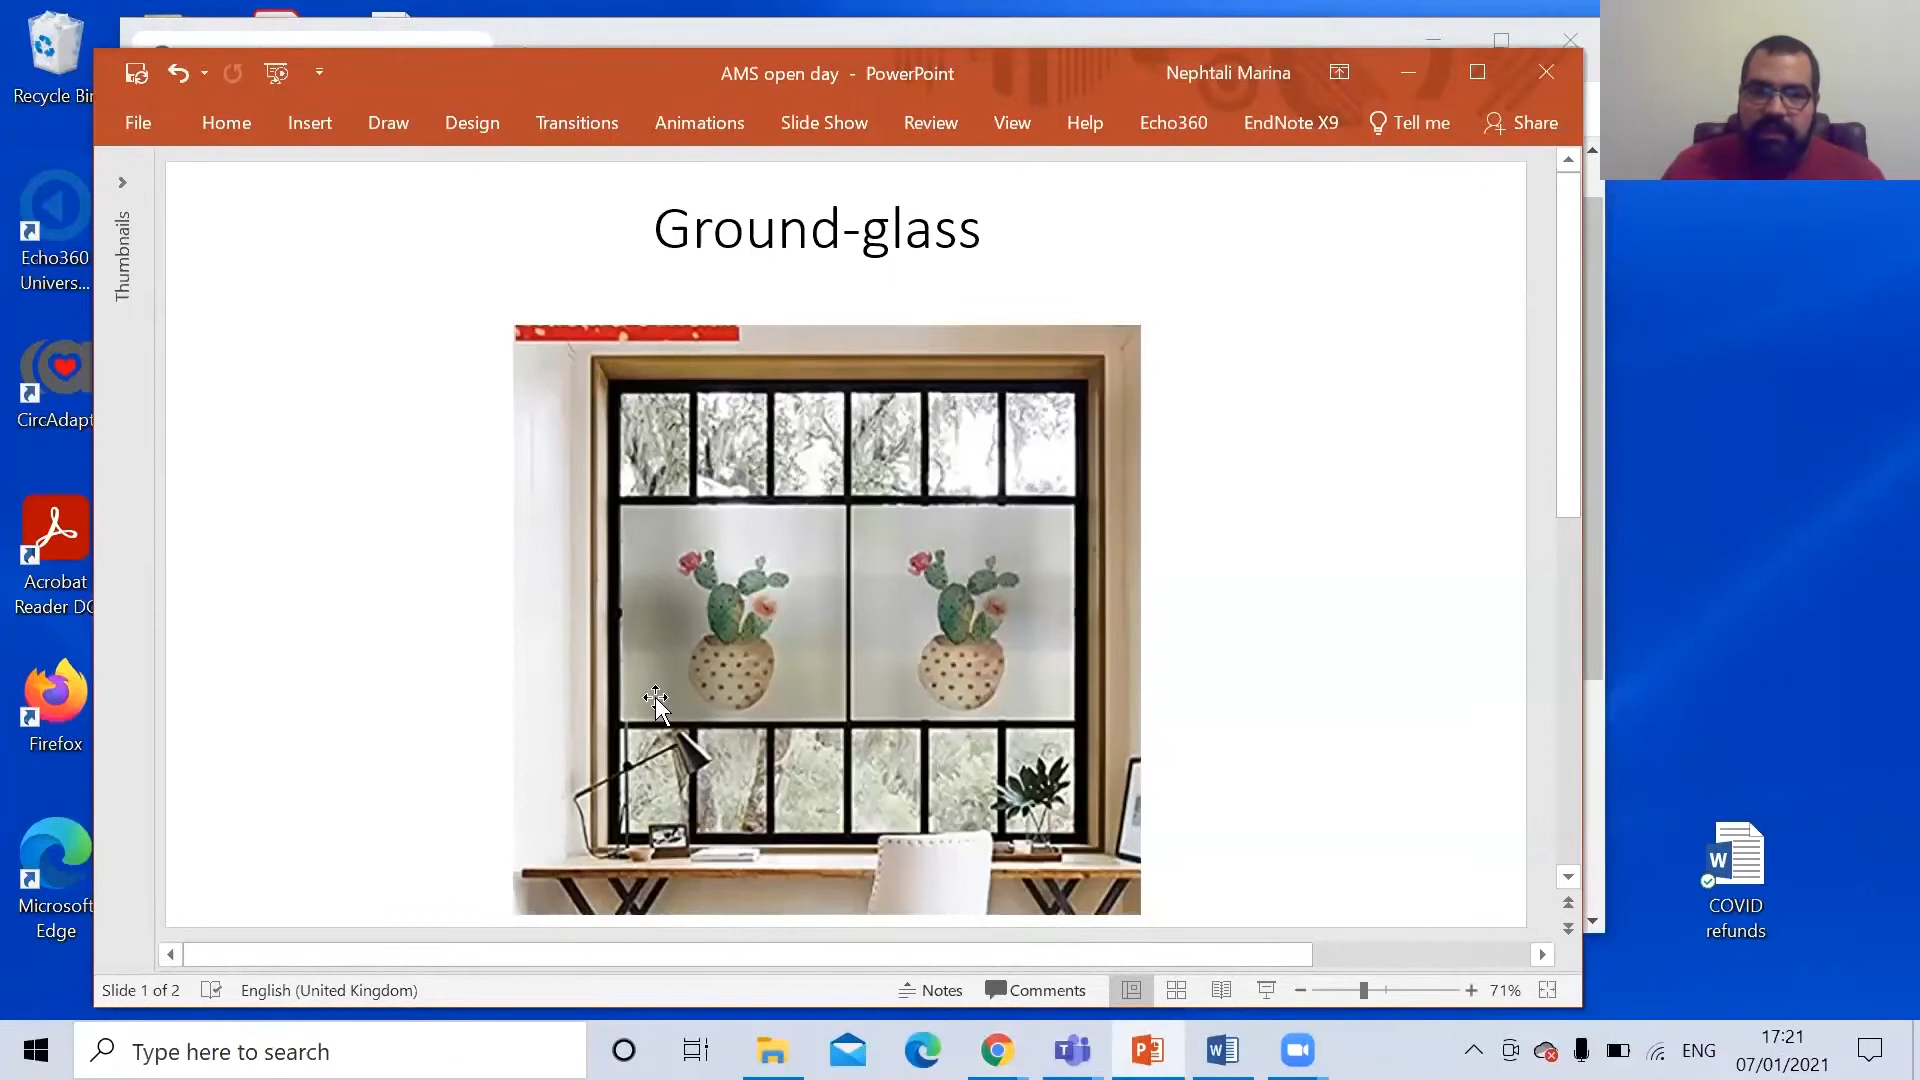 Recycle Bin
AMS open day - PowerPoint
Nephtali Marina
File Home Insert Draw Design Transitions Animations Slide Show Review View Help Echo360 EndNote X9 Tell me Share
Thumbnails
Ground-glass
Echo360
Univers...
CircAdapt
Acrobat
Reader DC
Firefox
Microsoft
Edge
COVID
refunds
Slide 1 of 2 English (United Kingdom) Notes Comments 71%
Type here to search
ENG
17:21
07/01/2021